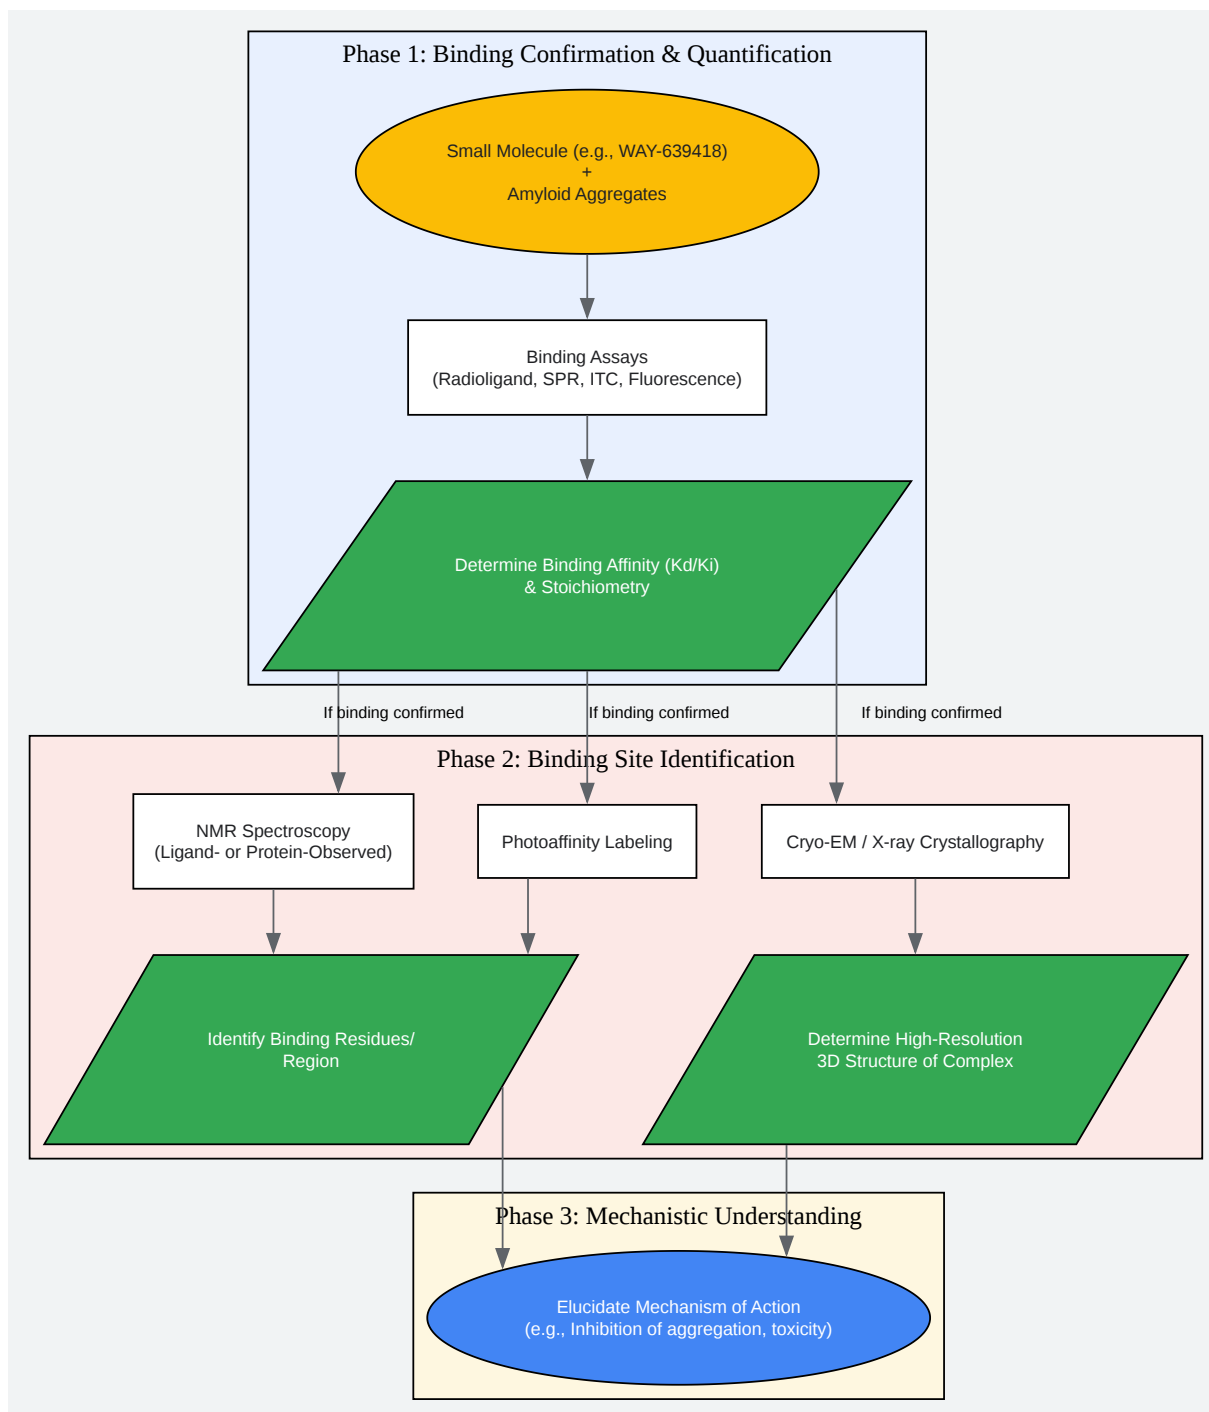 Phase 1: Binding Confirmation & Quantification
Small Molecule (e.g., WAY-639418)
+
Amyloid Aggregates
Binding Assays
(Radioligand, SPR, ITC, Fluorescence)
Determine Binding Affinity (Kd/Ki)
& Stoichiometry
If binding confirmed
If binding confirmed
If binding confirmed
Phase 2: Binding Site Identification
NMR Spectroscopy
(Ligand- or Protein-Observed)
Photoaffinity Labeling
Cryo-EM / X-ray Crystallography
Identify Binding Residues/
Region
Determine High-Resolution
3D Structure of Complex
Phase 3: Mechanistic Understanding
Elucidate Mechanism of Action
(e.g., Inhibition of aggregation, toxicity)